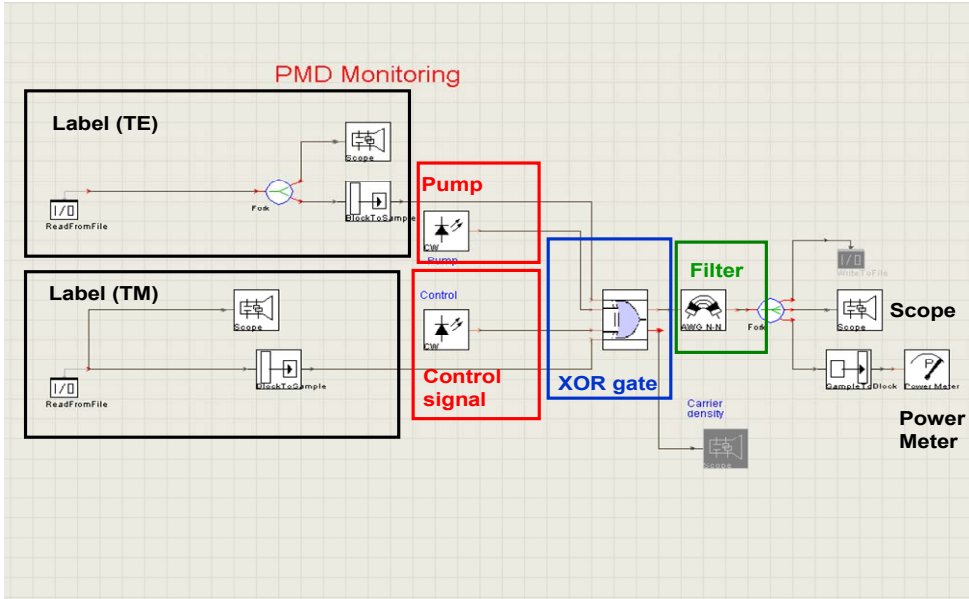 PMD Monitoring
Label (TE)
Scope
Fork
I/O
ReadFromFile
BlockToSample
Pump
CW
Pump
Label (TM)
Scope
I/O
ReadFromFile
BlockToSample
Control
CW
Control
signal
XOR gate
Filter
AWG N-N
Fork
I/O
WriteToFile
Scope
Scope
SampleToBlock
P
Power Meter
Power
Meter
Carrier
density
Scope